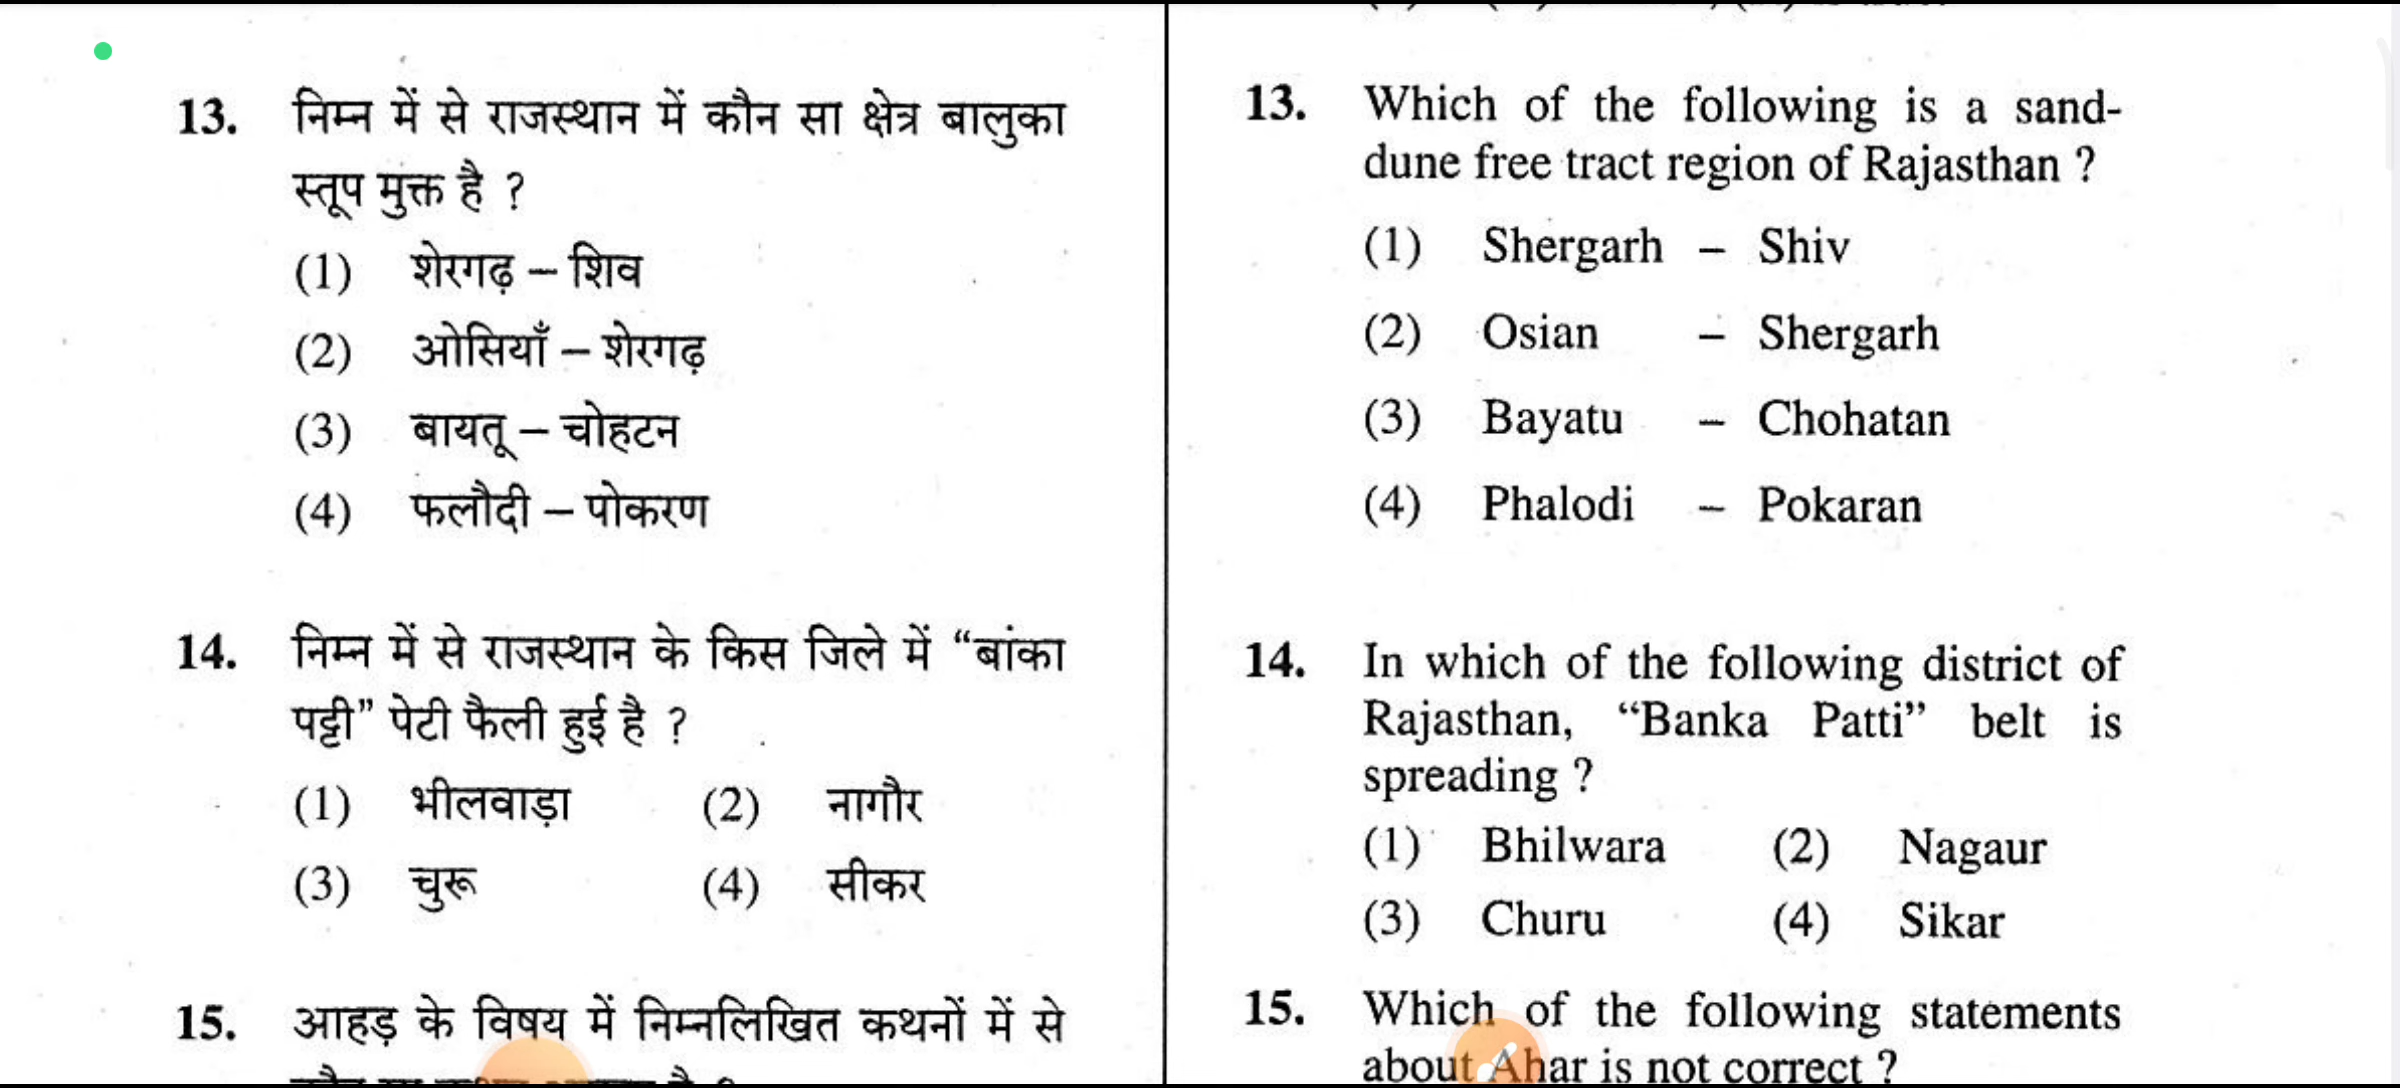 13. निम्न में से राजस्थान में कौन सा क्षेत्र बालुका
स्तूप मुक्त है ?
(1) शेरगढ़ – शिव
(2) ओसियाँ – शेरगढ़
(3) बायतू – चोहटन
(4) फलौदी – पोकरण
14. निम्न में से राजस्थान के किस जिले में “बांका
पट्टी” पेटी फैली हुई है ?
(1) भीलवाड़ा (2) नागौर
(3) चुरू (4) सीकर
15. आहड़ के विषय में निम्नलिखित कथनों में से
13. Which of the following is a sand-
dune free tract region of Rajasthan ?
(1) Shergarh – Shiv
(2) Osian – Shergarh
(3) Bayatu – Chohatan
(4) Phalodi – Pokaran
14. In which of the following district of
Rajasthan, “Banka Patti” belt is
spreading ?
(1) Bhilwara (2) Nagaur
(3) Churu (4) Sikar
15. Which of the following statements
about Ahar is not correct ?